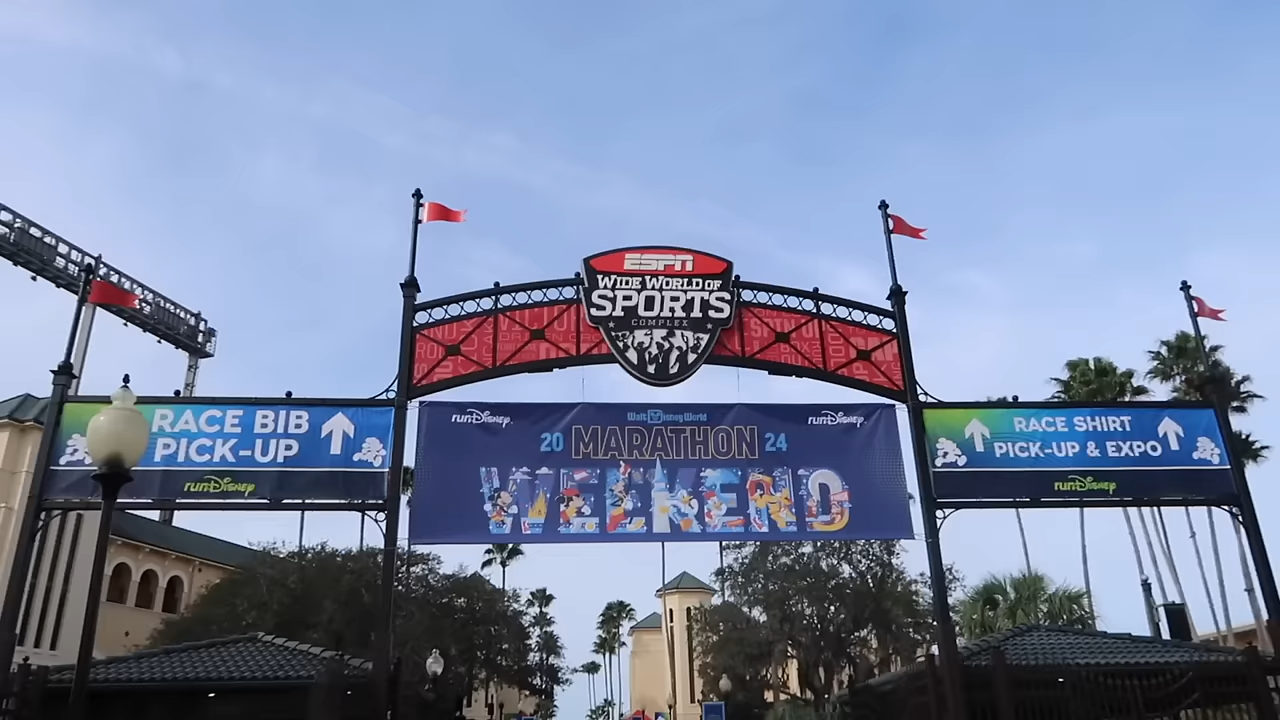 ESPN
WIDE WORLD OF
SPORTS
COMPLEX
RACE BIB
PICK-UP
runDisney
runDisney
Walt Disney World
runDisney
20 MARATHON 24
WEEKEND
RACE SHIRT
PICK-UP & EXPO
runDisney